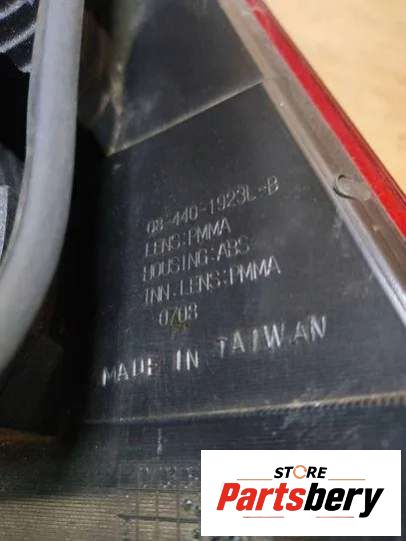 08-440-1923L-B
LENS:PMMA
HOUSING:ABS
INN.LENS:PMMA
0708
MADE IN TAIWAN
STORE
Partsbery